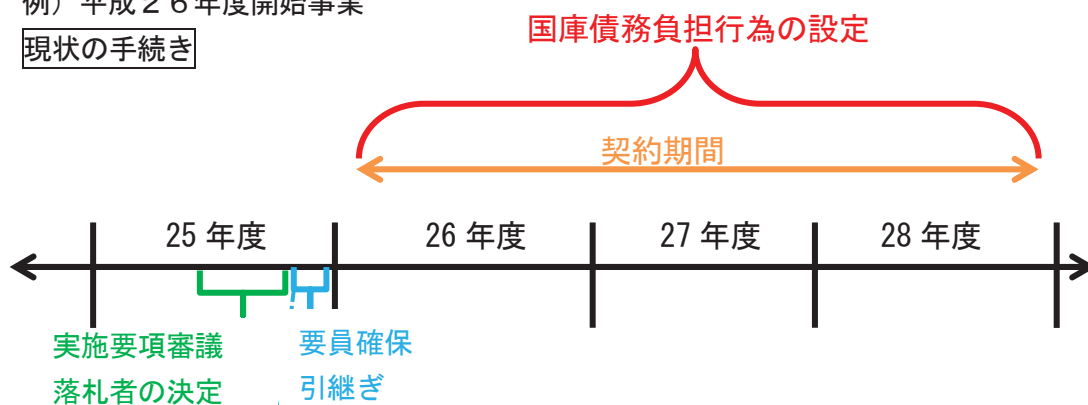 例）平成２６年度開始事業
現状の手続き
国庫債務負担行為の設定
契約期間
25 年度
26 年度
27 年度
28 年度
実施要項審議
落札者の決定
要員確保
引継ぎ